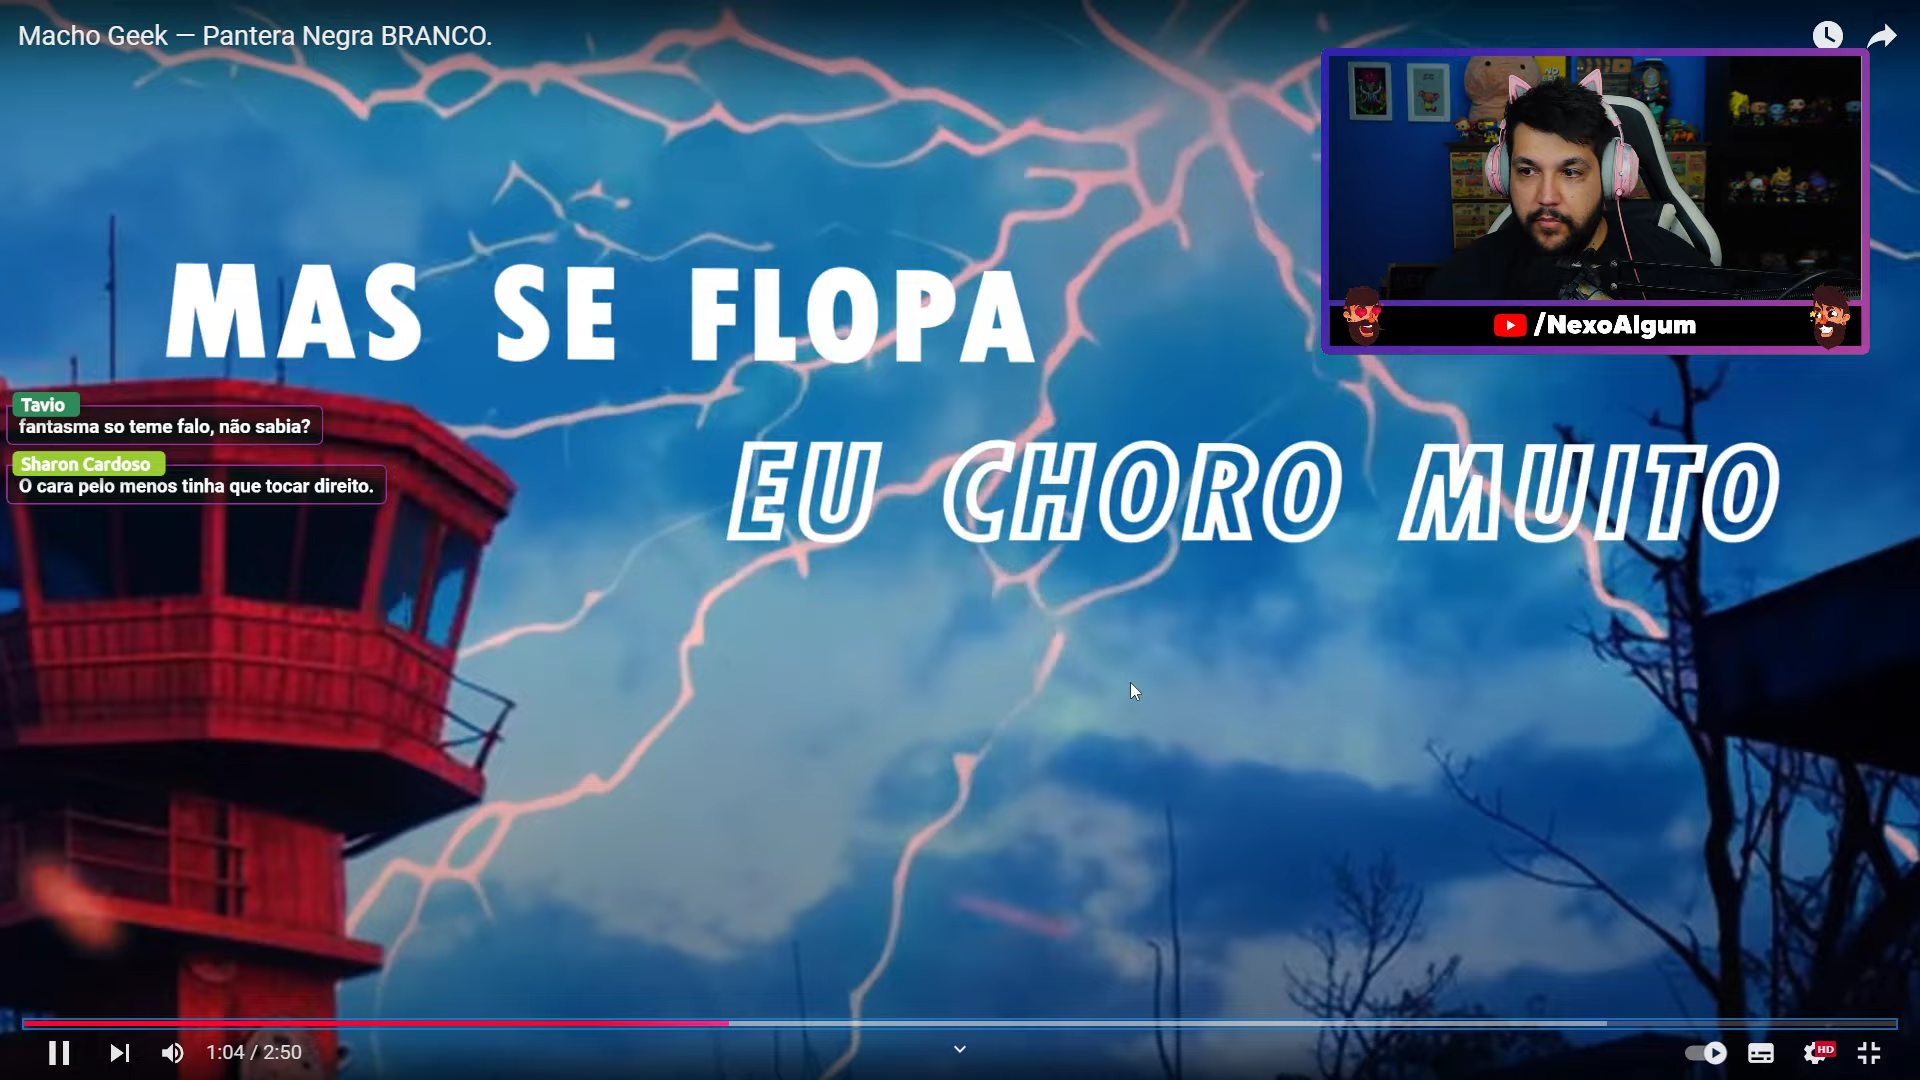 Macho Geek — Pantera Negra BRANCO.
MAS SE FLOPA
EU CHORO MUITO
/NexoAlgum
Tavio
fantasma so teme falo, não sabia?
Sharon Cardoso
O cara pelo menos tinha que tocar direito.
1:04 / 2:50
HD